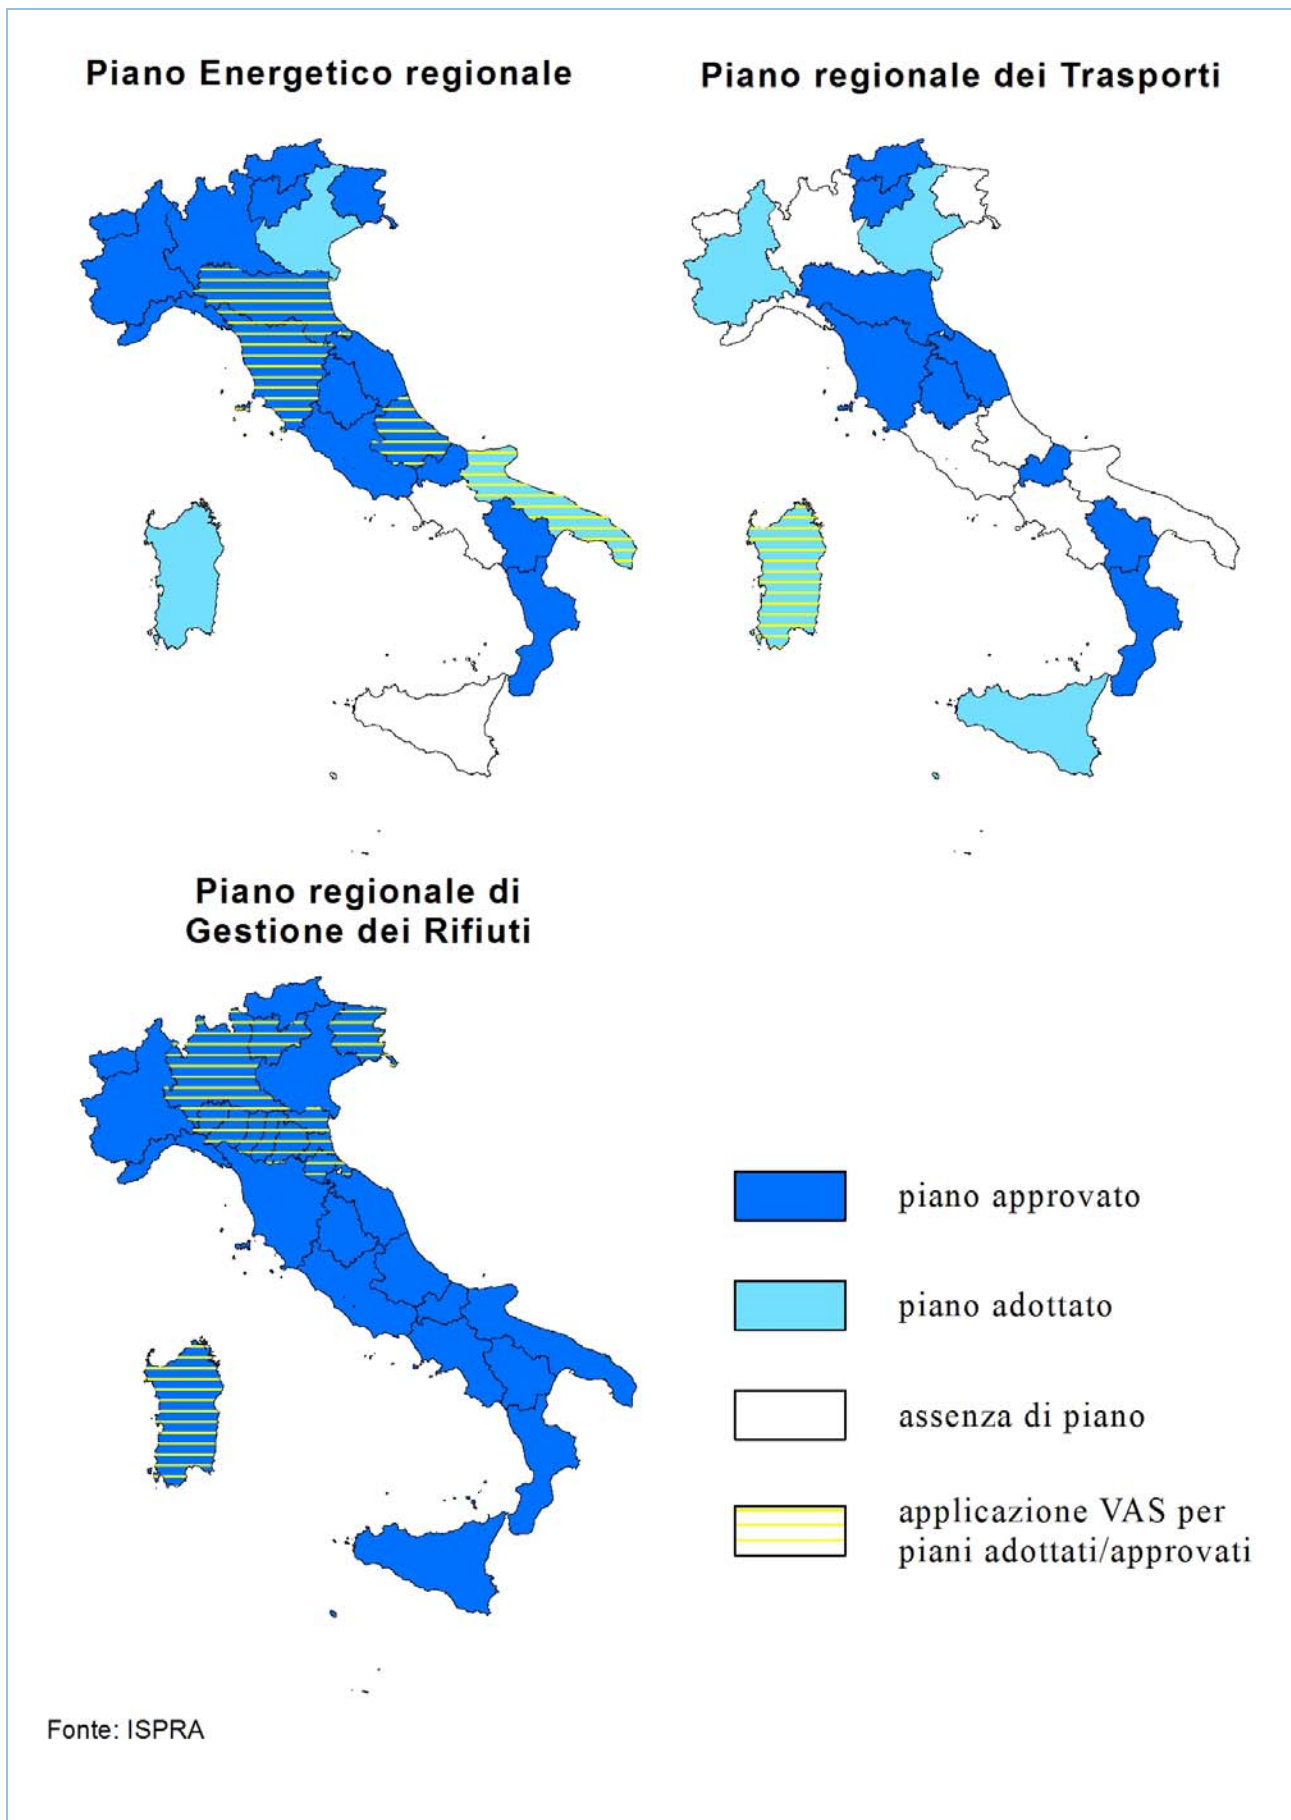 Piano Energetico regionale
Piano regionale dei Trasporti
Piano regionale di
Gestione dei Rifiuti
piano approvato
piano adottato
assenza di piano
applicazione VAS per
piani adottati/approvati
Fonte: ISPRA